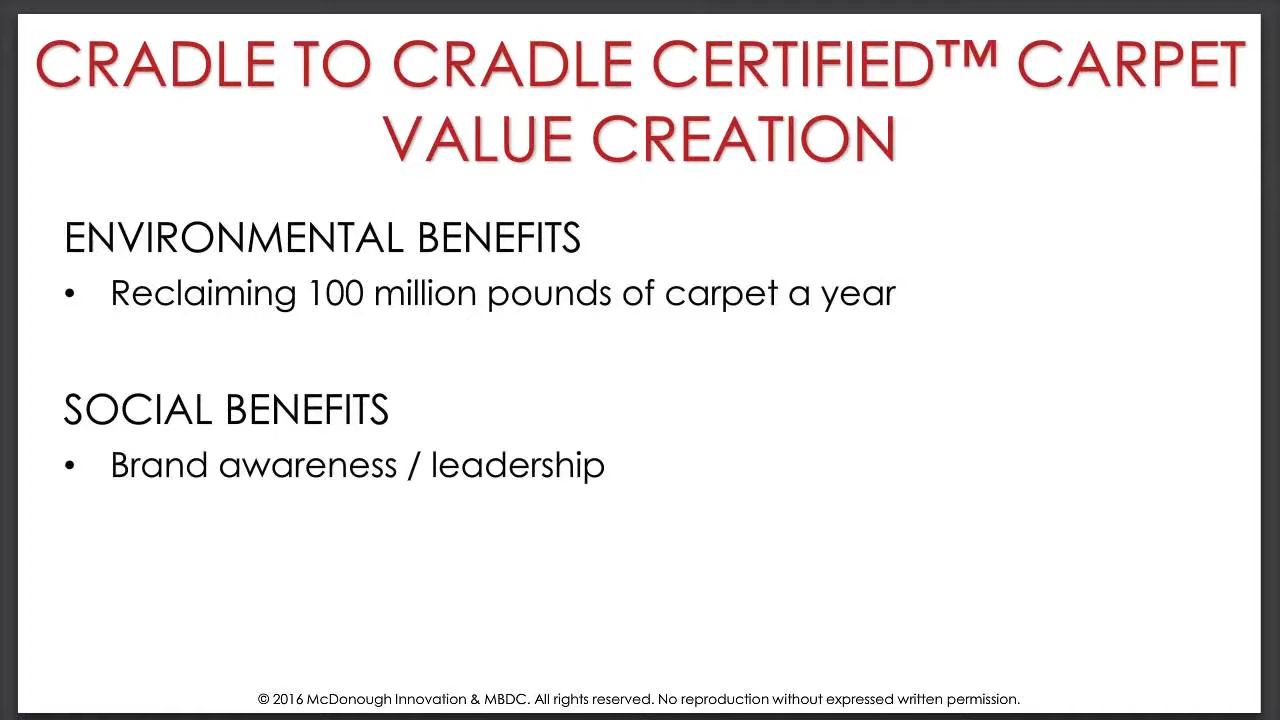 CRADLE TO CRADLE CERTIFIED™ CARPET
VALUE CREATION
ENVIRONMENTAL BENEFITS
• Reclaiming 100 million pounds of carpet a year
SOCIAL BENEFITS
• Brand awareness / leadership
© 2016 McDonough Innovation & MBDC. All rights reserved. No reproduction without expressed written permission.